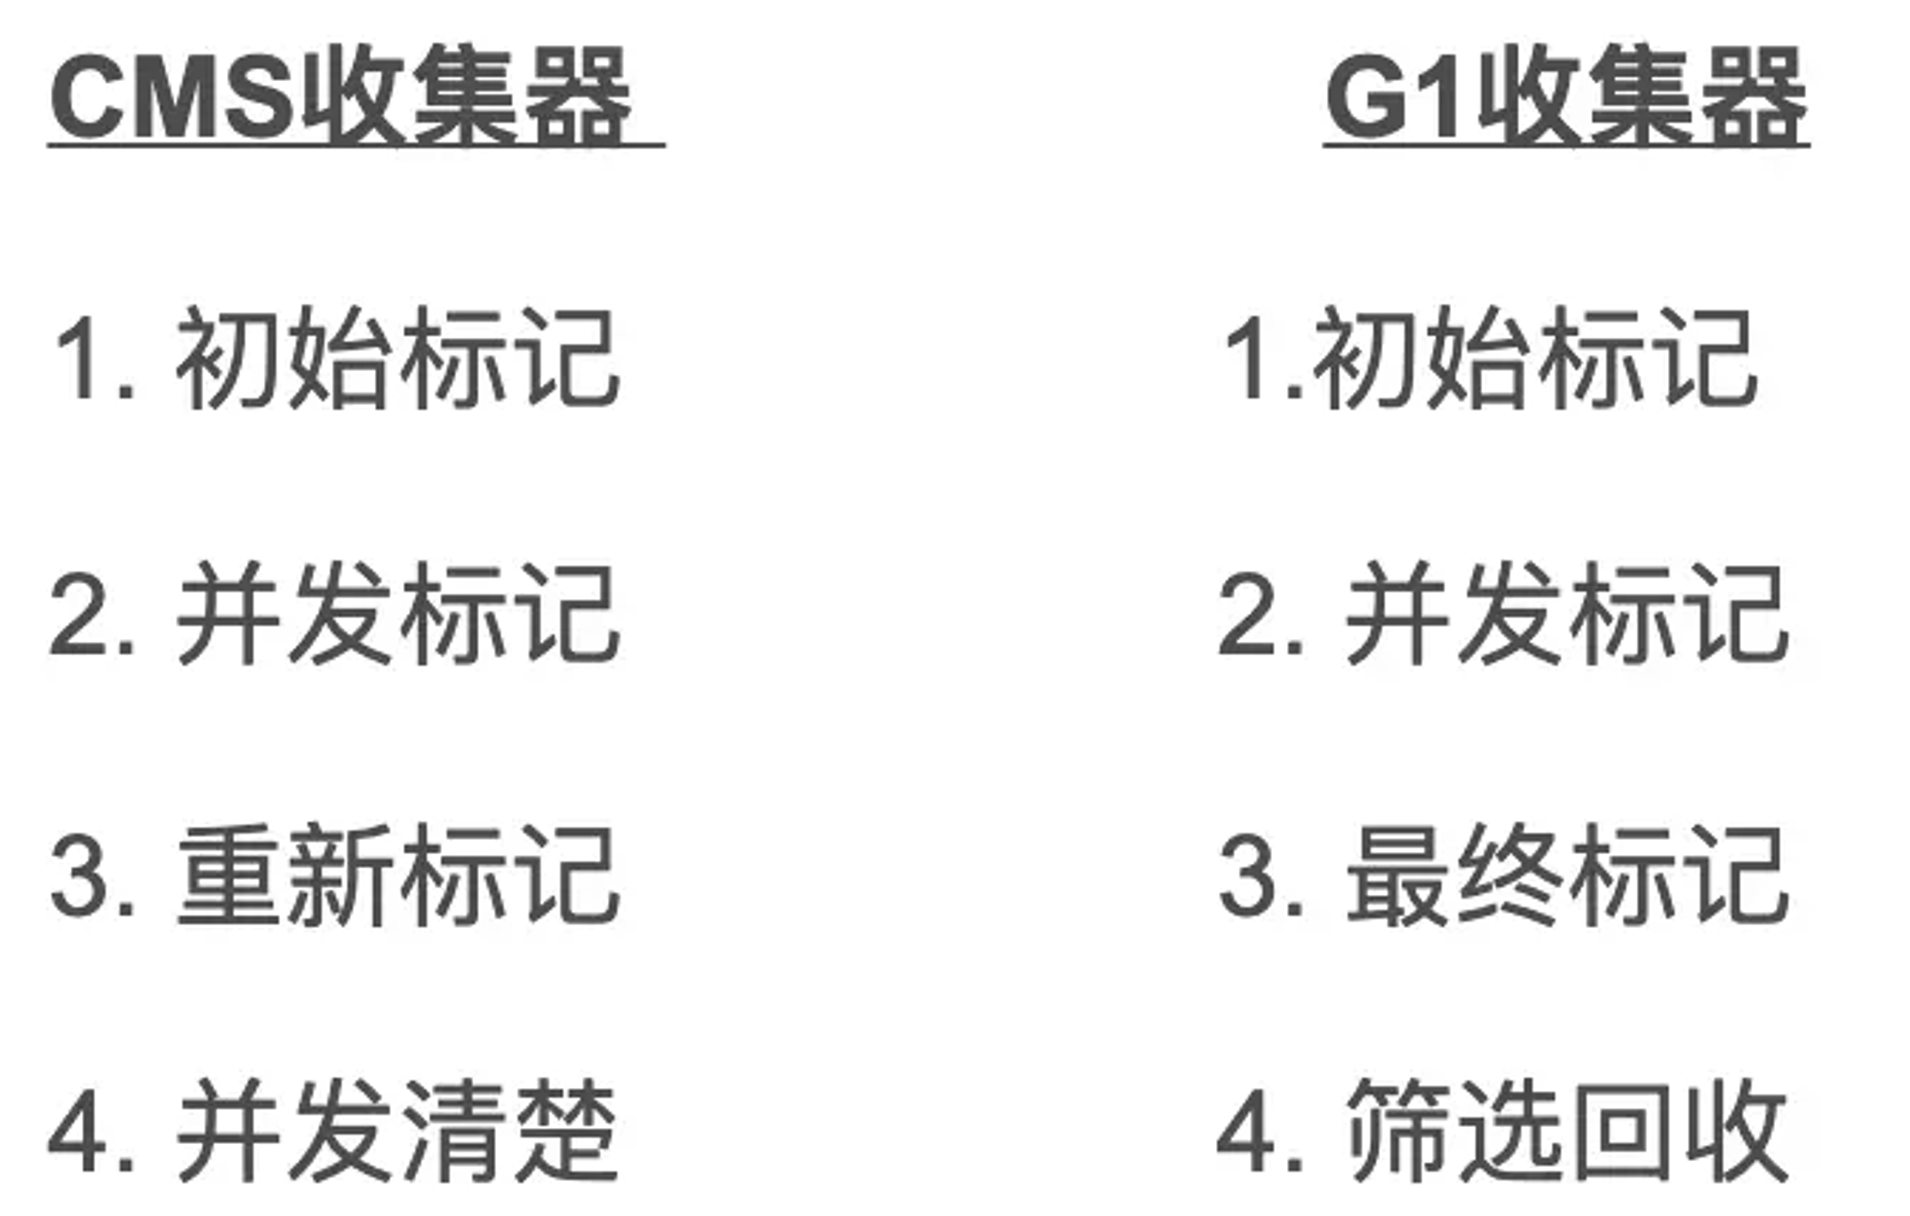 CMS收集器
G1收集器
1. 初始标记
1.初始标记
2. 并发标记
2. 并发标记
3. 重新标记
3. 最终标记
4. 并发清楚
4. 筛选回收